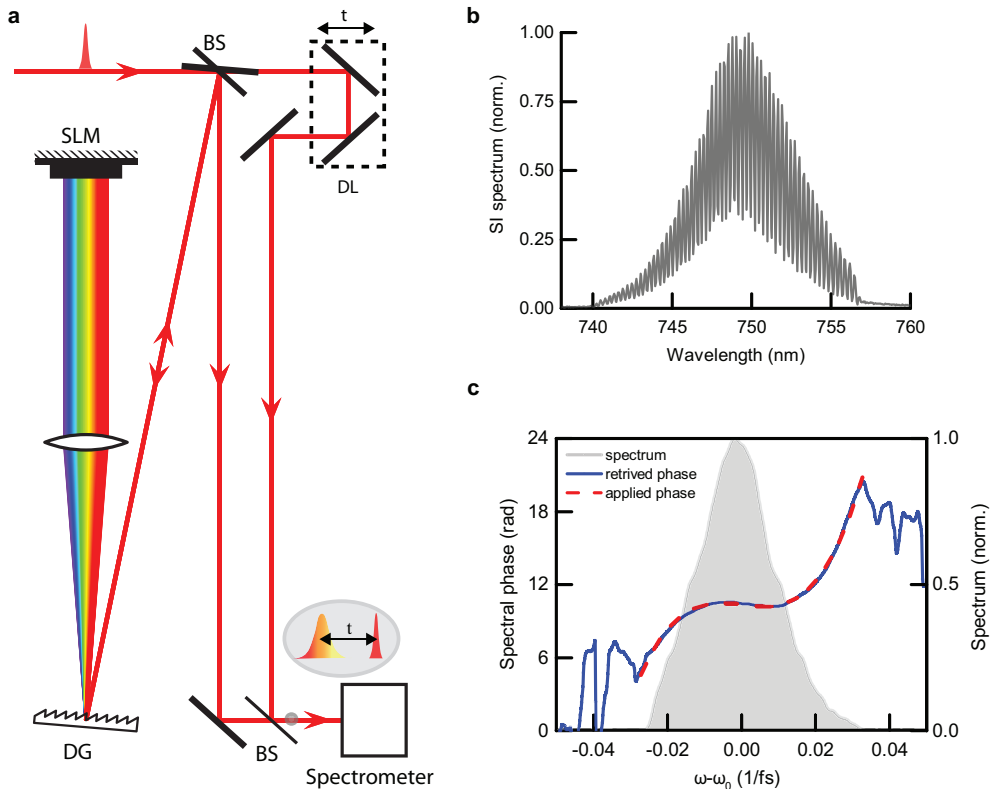 a
t
BS
SLM
DL
t
DG
BS
Spectrometer
b
1.00
0.75
0.50
0.25
0.00
SI spectrum (norm.)
740 745 750 755 760
Wavelength (nm)
c
24
18
12
6
0
Spectral phase (rad)
spectrum
retrived phase
applied phase
1.0
0.5
0.0
Spectrum (norm.)
-0.04 -0.02 0.00 0.02 0.04
ω-ω₀ (1/fs)